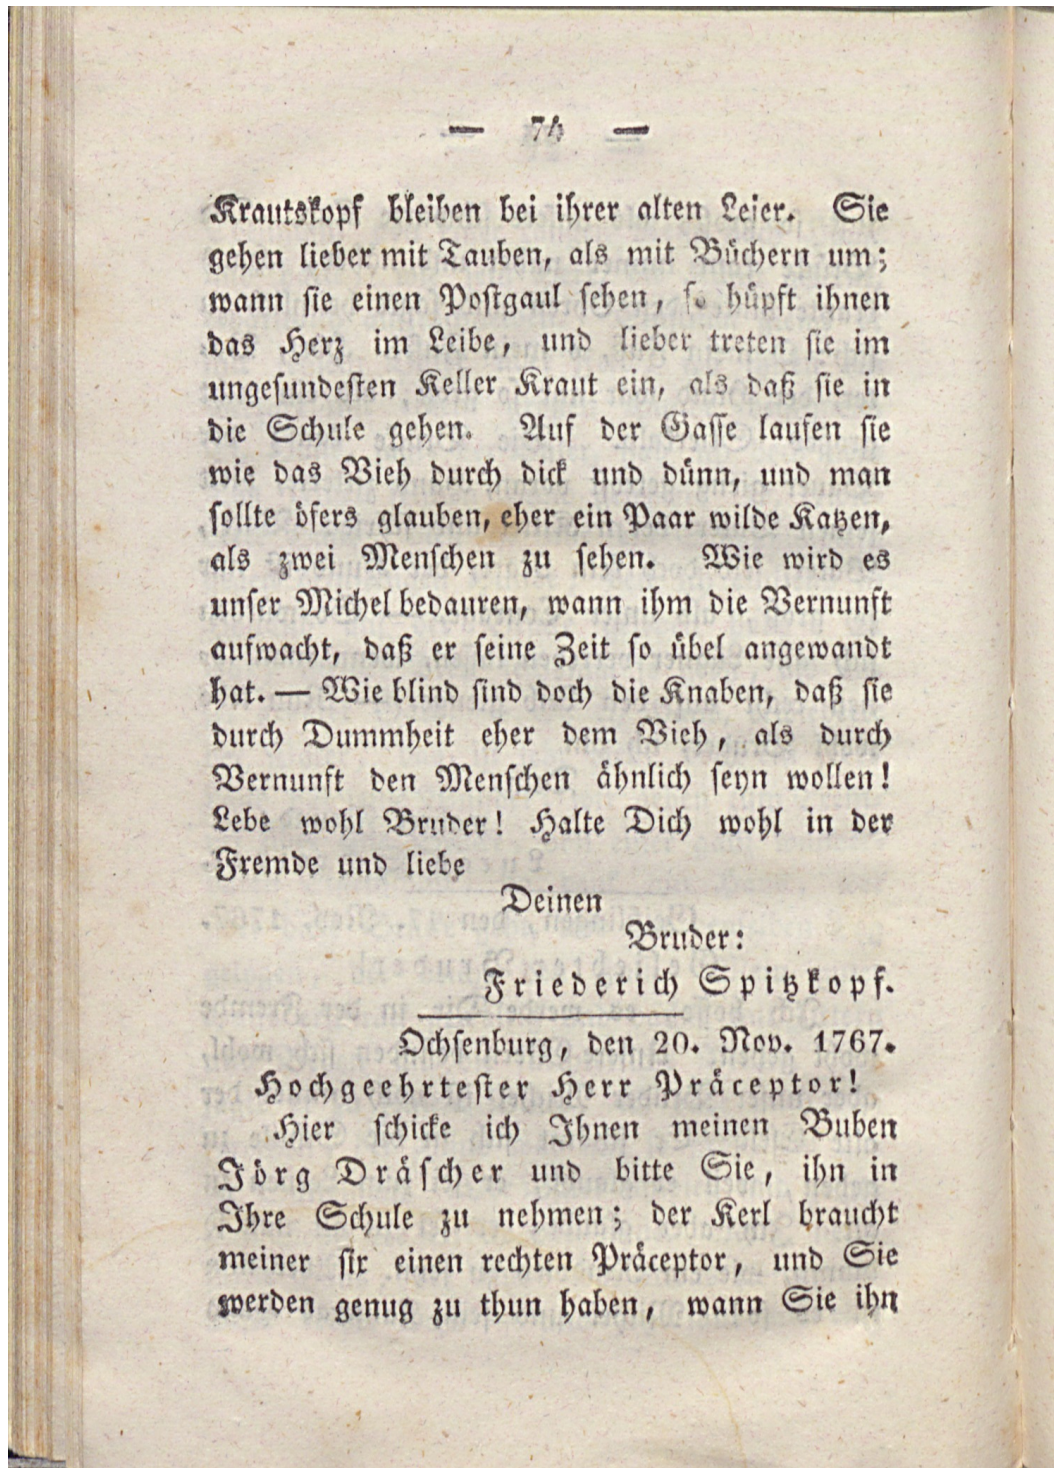 — 74 —
Krautskopf bleiben bei ihrer alten Leier. Sie
gehen lieber mit Tauben, als mit Büchern um;
wann sie einen Postgaul sehen, so hüpft ihnen
das Herz im Leibe, und lieber treten sie im
ungesundesten Keller Kraut ein, als daß sie in
die Schule gehen. Auf der Gasse laufen sie
wie das Vieh durch dick und dünn, und man
sollte öfers glauben, eher ein Paar wilde Katzen,
als zwei Menschen zu sehen. Wie wird es
unser Michel bedauren, wann ihm die Vernunft
aufwacht, daß er seine Zeit so übel angewandt
hat. — Wie blind sind doch die Knaben, daß sie
durch Dummheit eher dem Vieh, als durch
Vernunft den Menschen ähnlich seyn wollen!
Lebe wohl Bruder! Halte Dich wohl in der
Fremde und liebe
Deinen
Bruder:
Friederich Spitzkopf.
Ochsenburg, den 20. Nov. 1767.
Hochgeehrtester Herr Präceptor!
Hier schicke ich Ihnen meinen Buben
Jörg Dräscher und bitte Sie, ihn in
Ihre Schule zu nehmen; der Kerl braucht
meiner six einen rechten Präceptor, und Sie
werden genug zu thun haben, wann Sie ihn